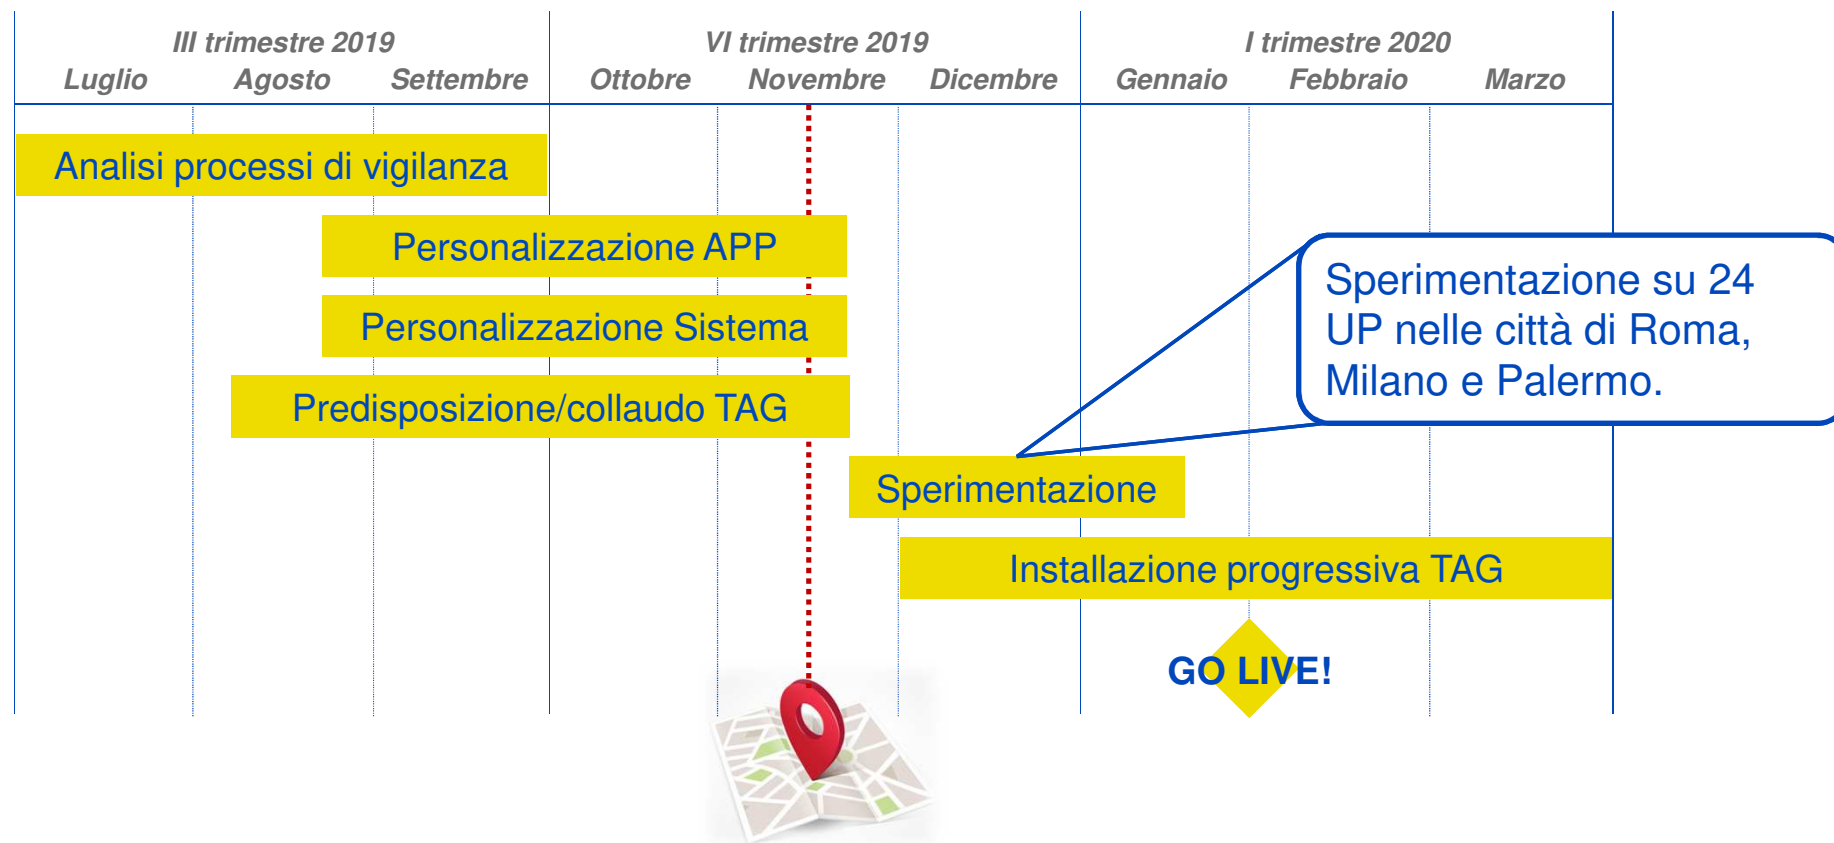 III trimestre 2019
VI trimestre 2019
I trimestre 2020
Luglio
Agosto
Settembre
Ottobre
Novembre
Dicembre
Gennaio
Febbraio
Marzo
Analisi processi di vigilanza
Personalizzazione APP
Personalizzazione Sistema
Predisposizione/collaudo TAG
Sperimentazione su 24
UP nelle città di Roma,
Milano e Palermo.
Sperimentazione
Installazione progressiva TAG
GO LIVE!